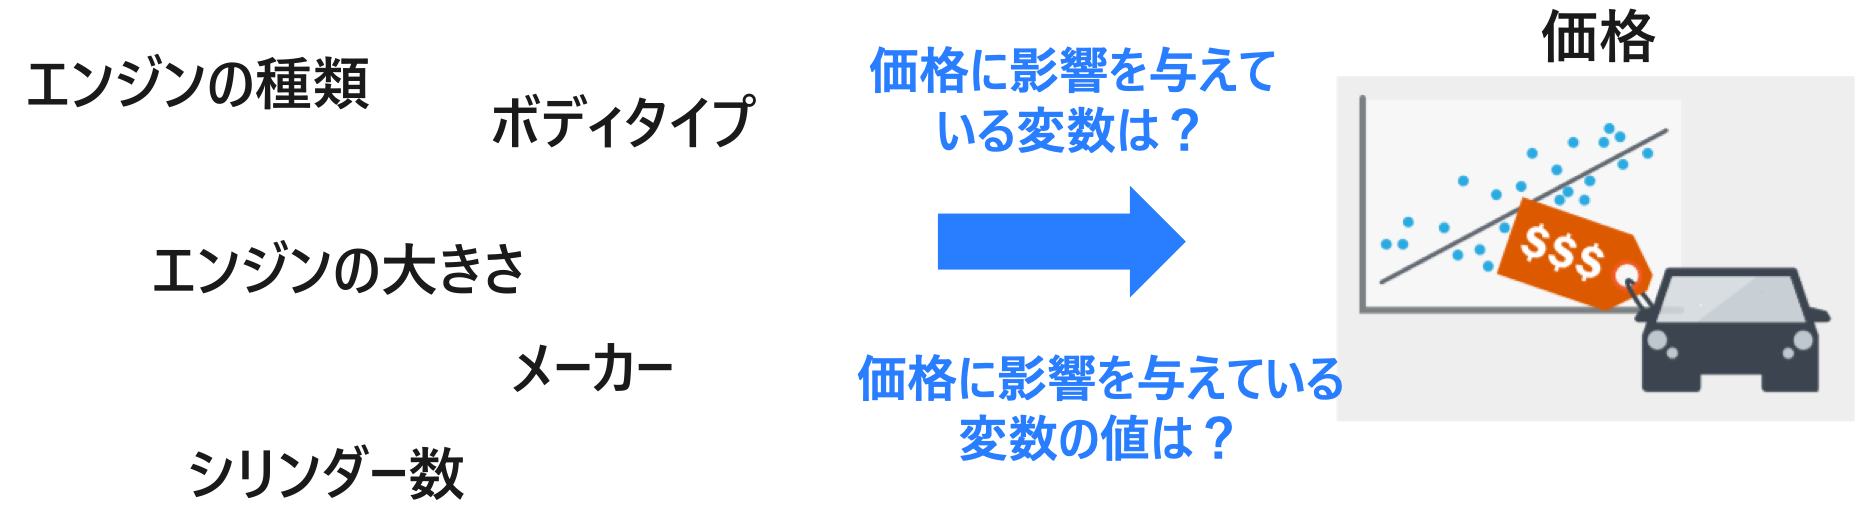 エンジンの種類
ボディタイプ
エンジンの大きさ
メーカー
シリンダー数
価格に影響を与えて
いる変数は？
価格に影響を与えている
変数の値は？
価格
$$$